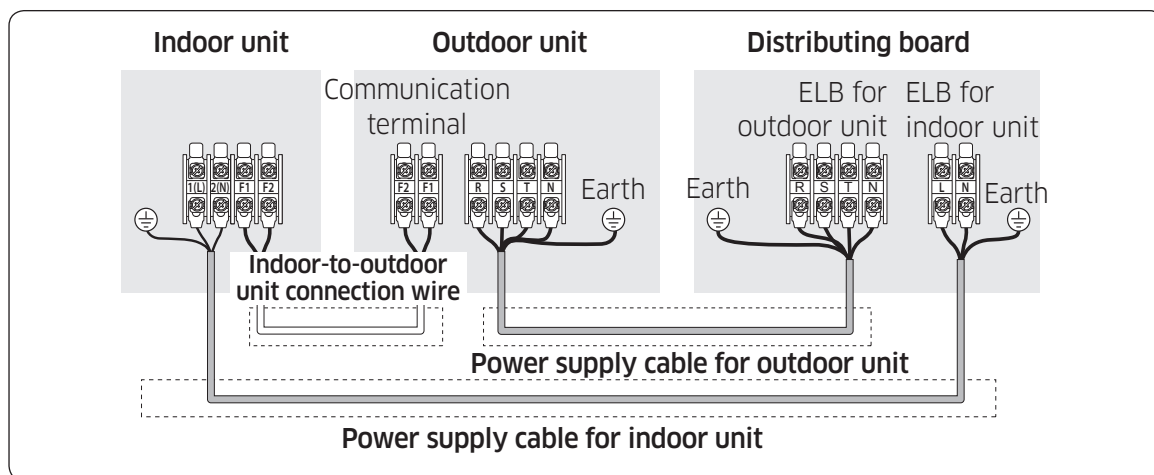 Indoor unit
Outdoor unit
Distributing board
Communication
terminal
ELB for
outdoor unit
ELB for
indoor unit
1(L) 2(N) F1 F2
F2 F1
R S T N
Earth
Earth
R S T N
L N
Earth
Indoor-to-outdoor
unit connection wire
Power supply cable for outdoor unit
Power supply cable for indoor unit